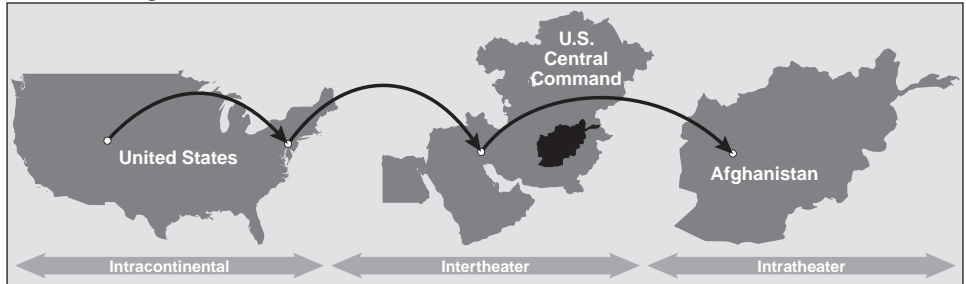 U.S.
Central
Command
United States
Afghanistan
Intracontinental
Intertheater
Intratheater